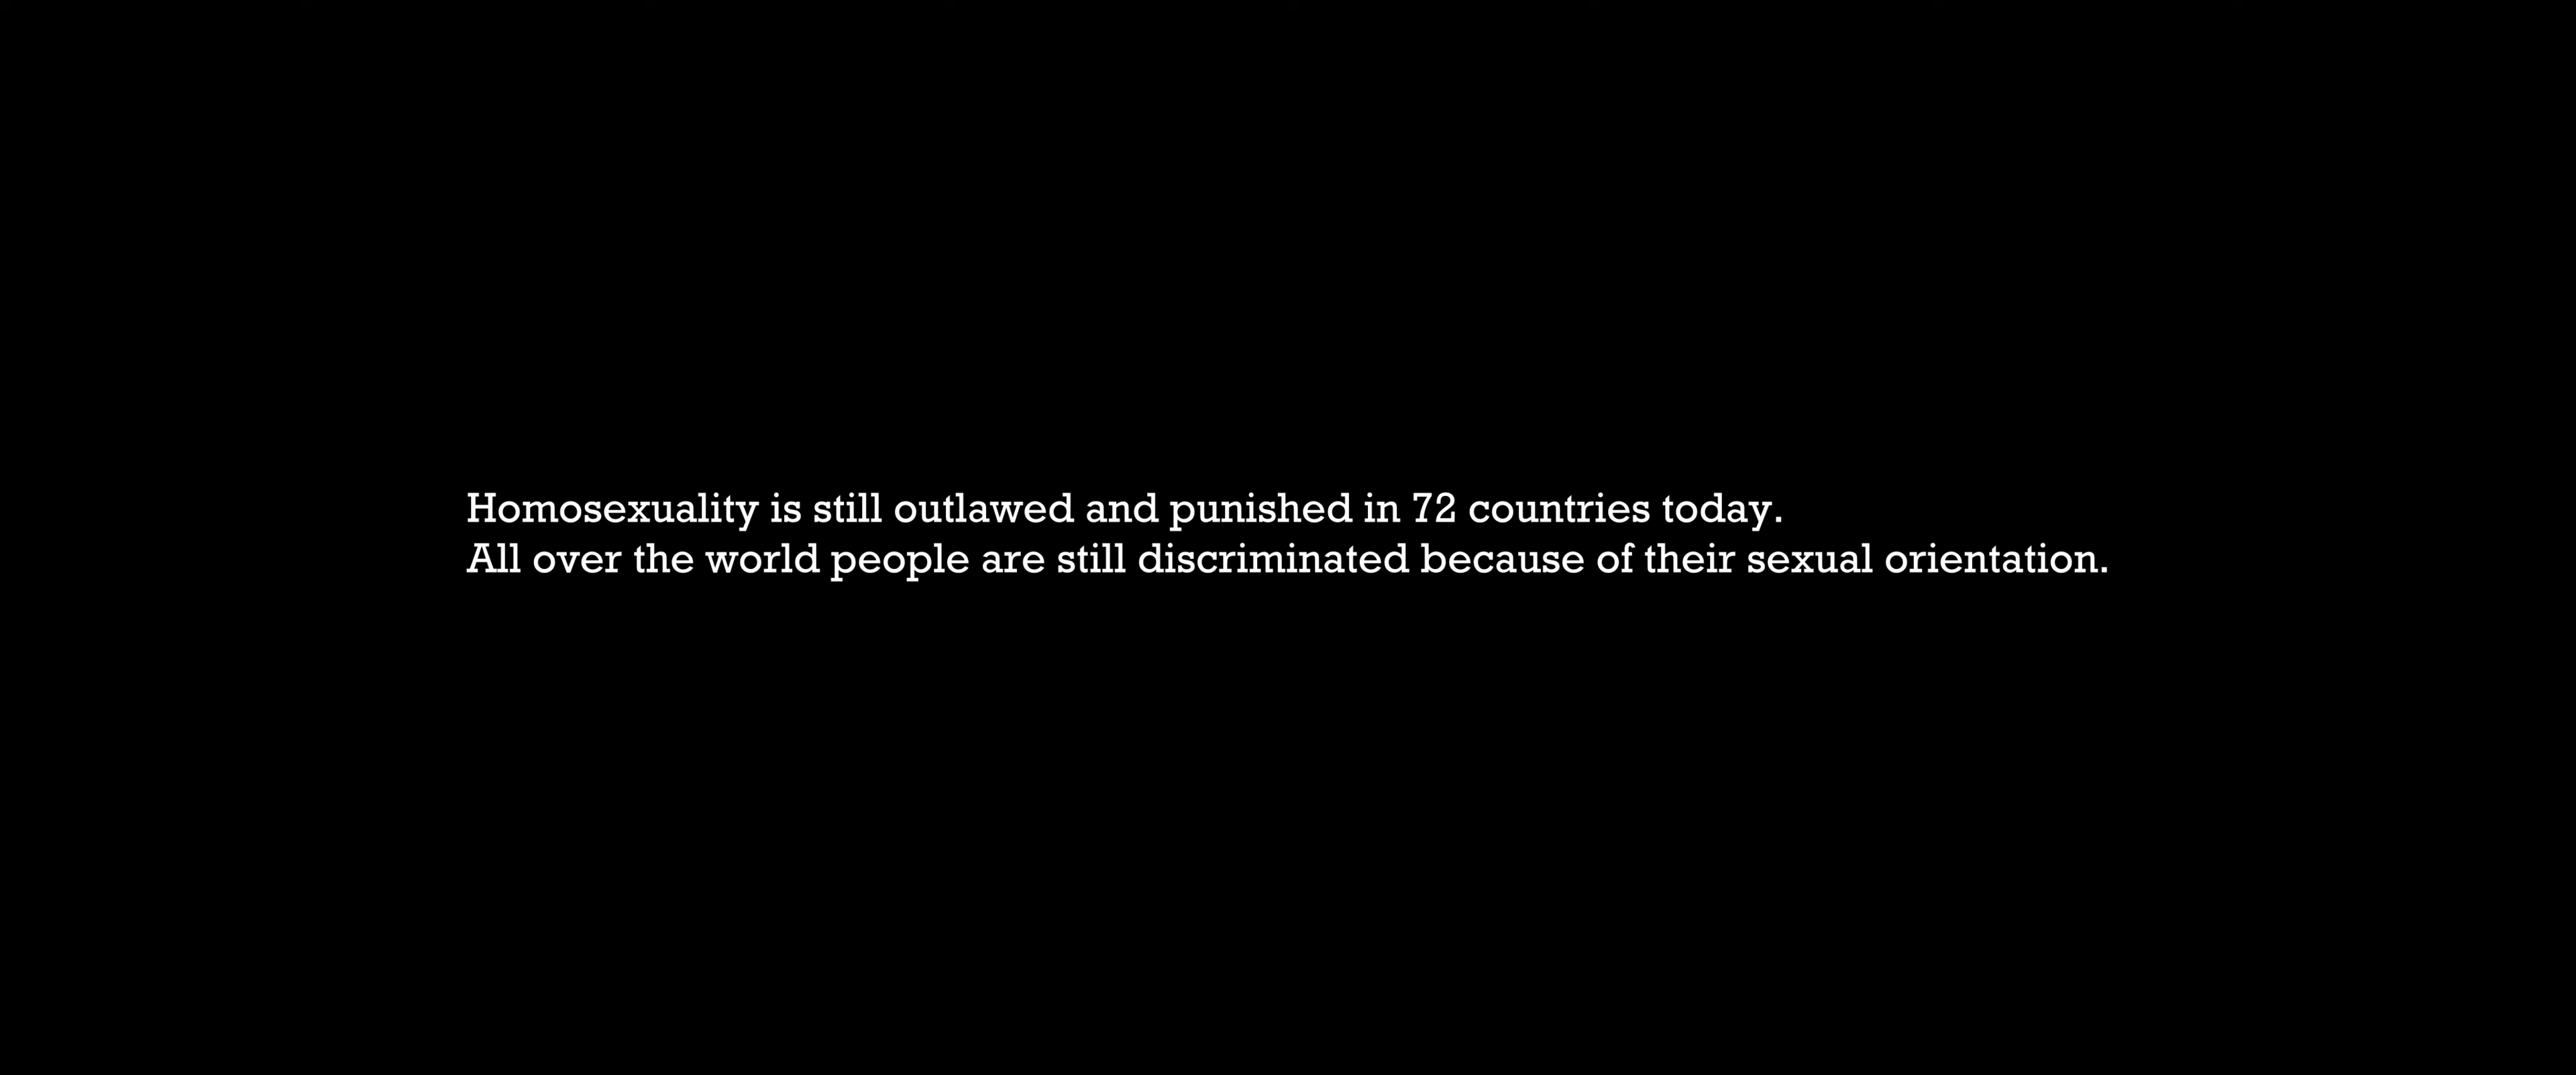 Homosexuality is still outlawed and punished in 72 countries today.
All over the world people are still discriminated because of their sexual orientation.